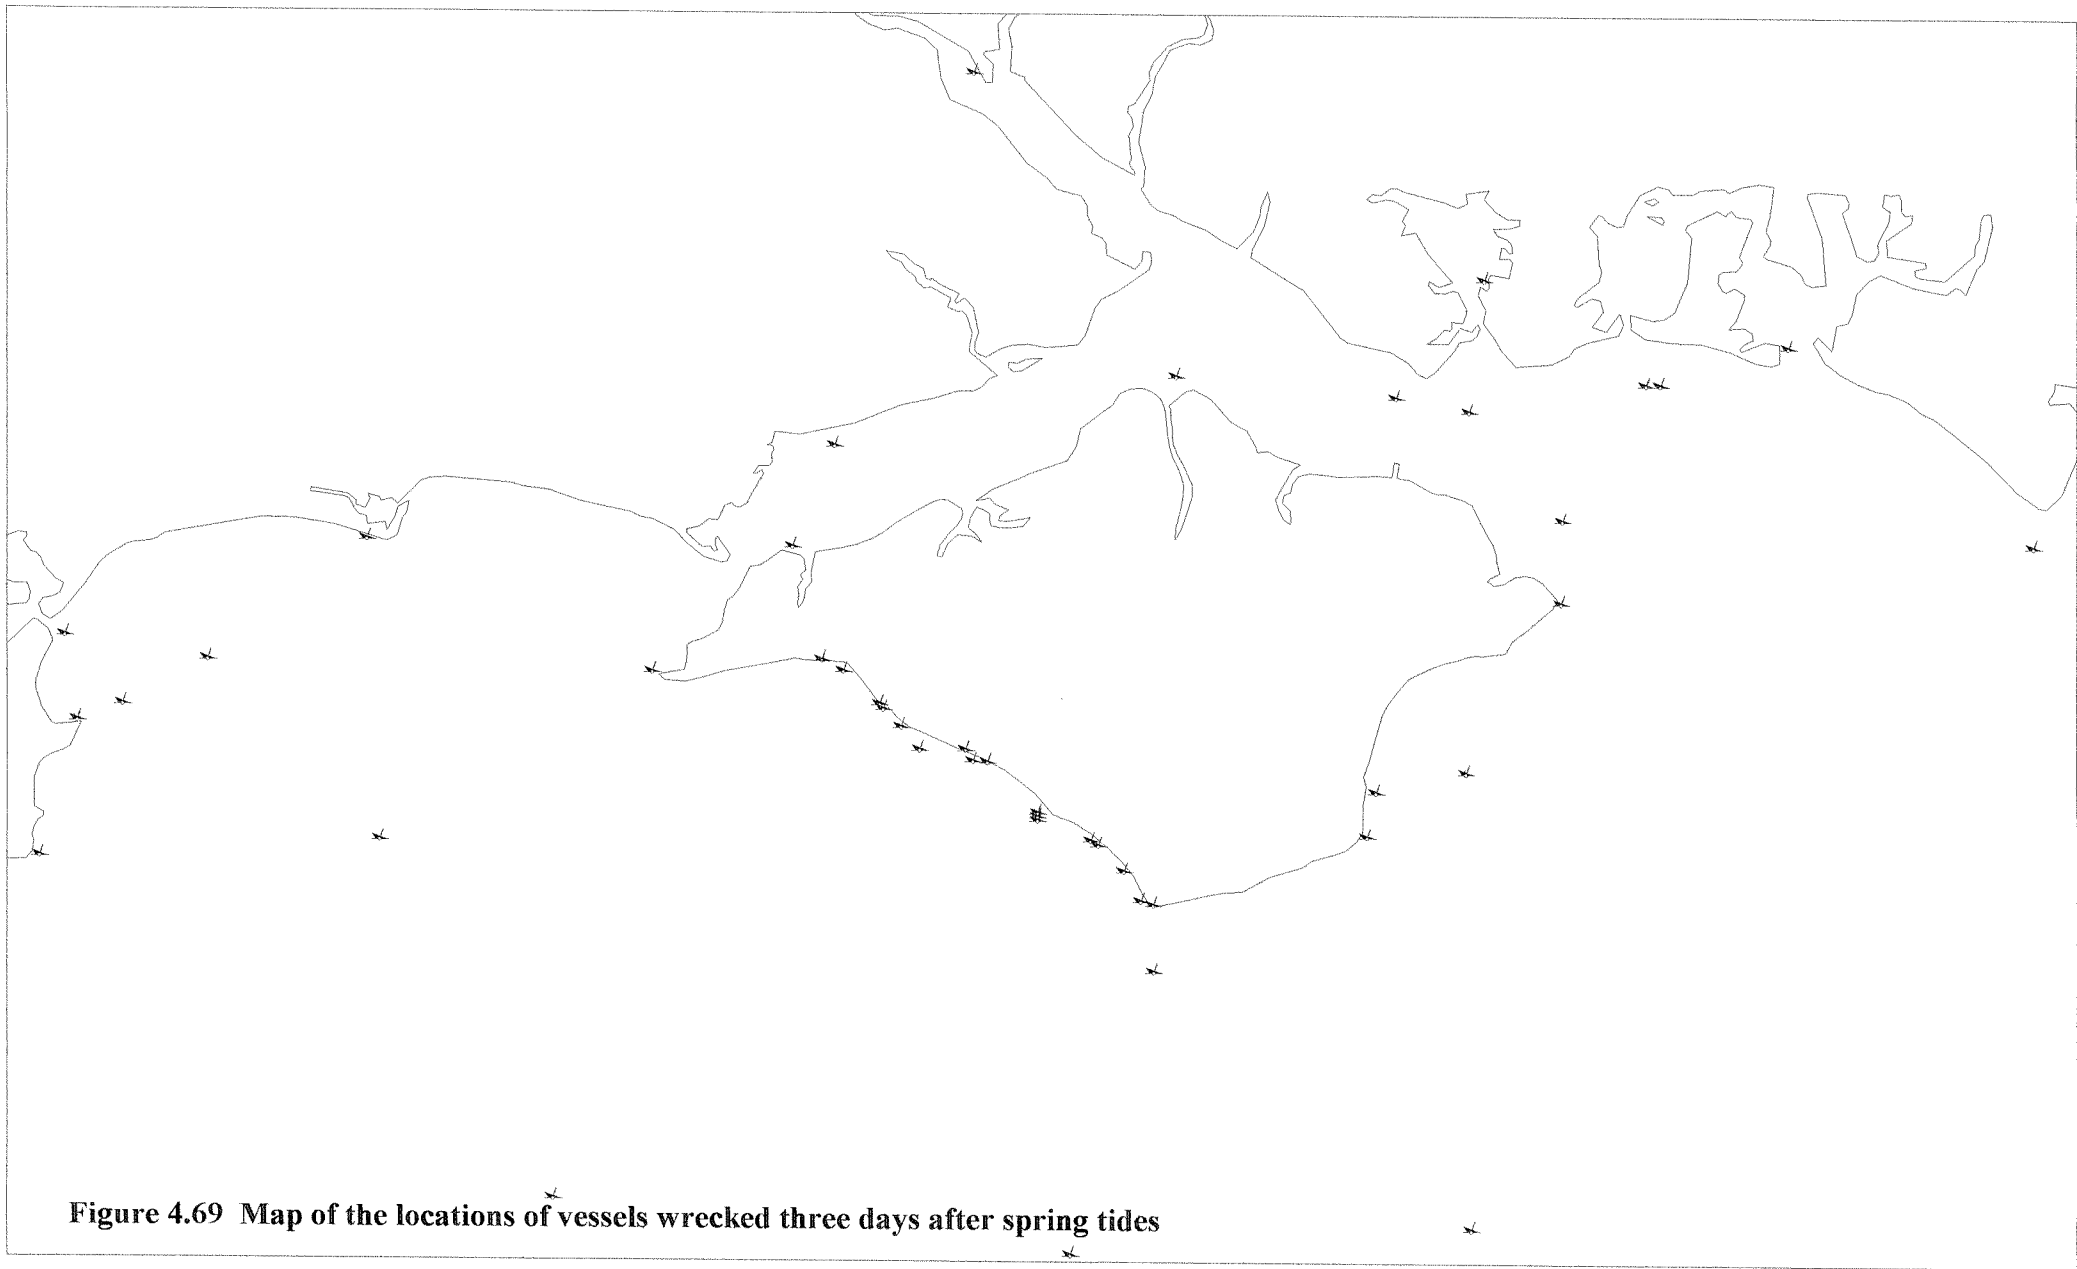 Figure 4.69 Map of the locations of vessels wrecked three days after spring tides